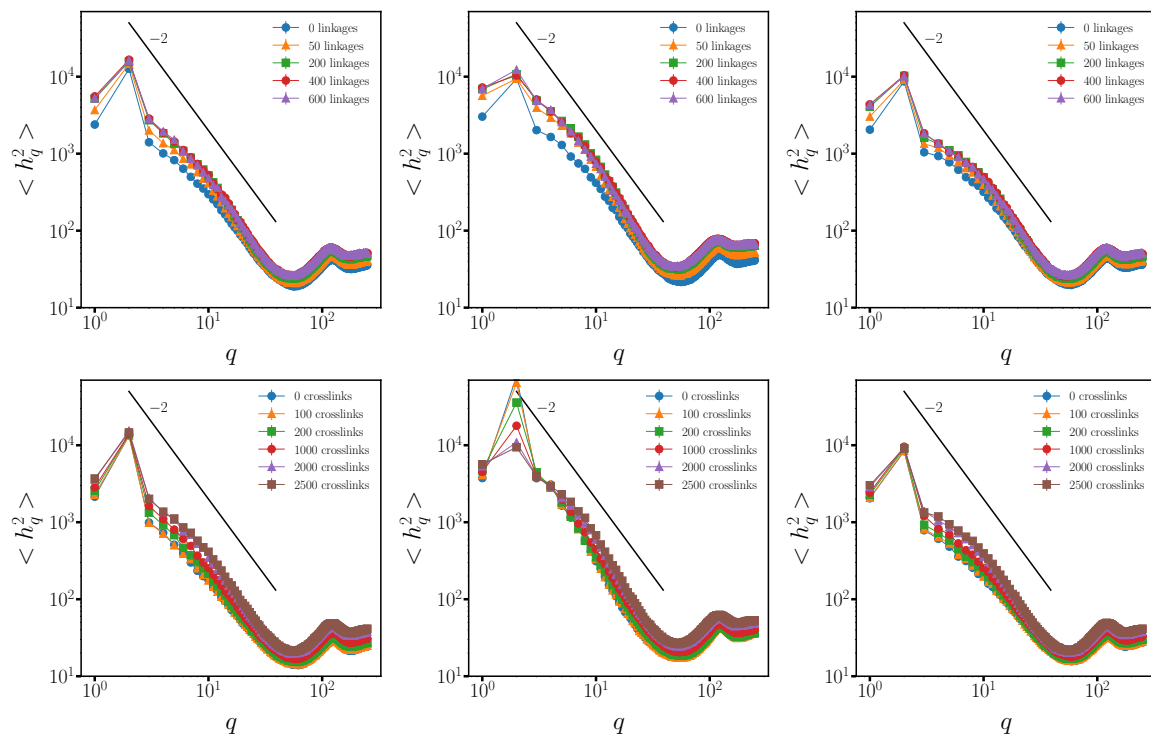 10^4
10^3
10^2
10^1
< h_q^2 >
−2
0 linkages
50 linkages
200 linkages
400 linkages
600 linkages
10^0
10^1
10^2
q
10^4
10^3
10^2
10^1
< h_q^2 >
−2
0 linkages
50 linkages
200 linkages
400 linkages
600 linkages
10^0
10^1
10^2
q
10^4
10^3
10^2
10^1
< h_q^2 >
−2
0 linkages
50 linkages
200 linkages
400 linkages
600 linkages
10^0
10^1
10^2
q
10^4
10^3
10^2
10^1
< h_q^2 >
−2
0 crosslinks
100 crosslinks
200 crosslinks
1000 crosslinks
2000 crosslinks
2500 crosslinks
10^0
10^1
10^2
q
10^4
10^3
10^2
10^1
< h_q^2 >
−2
0 crosslinks
100 crosslinks
200 crosslinks
1000 crosslinks
2000 crosslinks
2500 crosslinks
10^0
10^1
10^2
q
10^4
10^3
10^2
10^1
< h_q^2 >
−2
0 crosslinks
100 crosslinks
200 crosslinks
1000 crosslinks
2000 crosslinks
2500 crosslinks
10^0
10^1
10^2
q